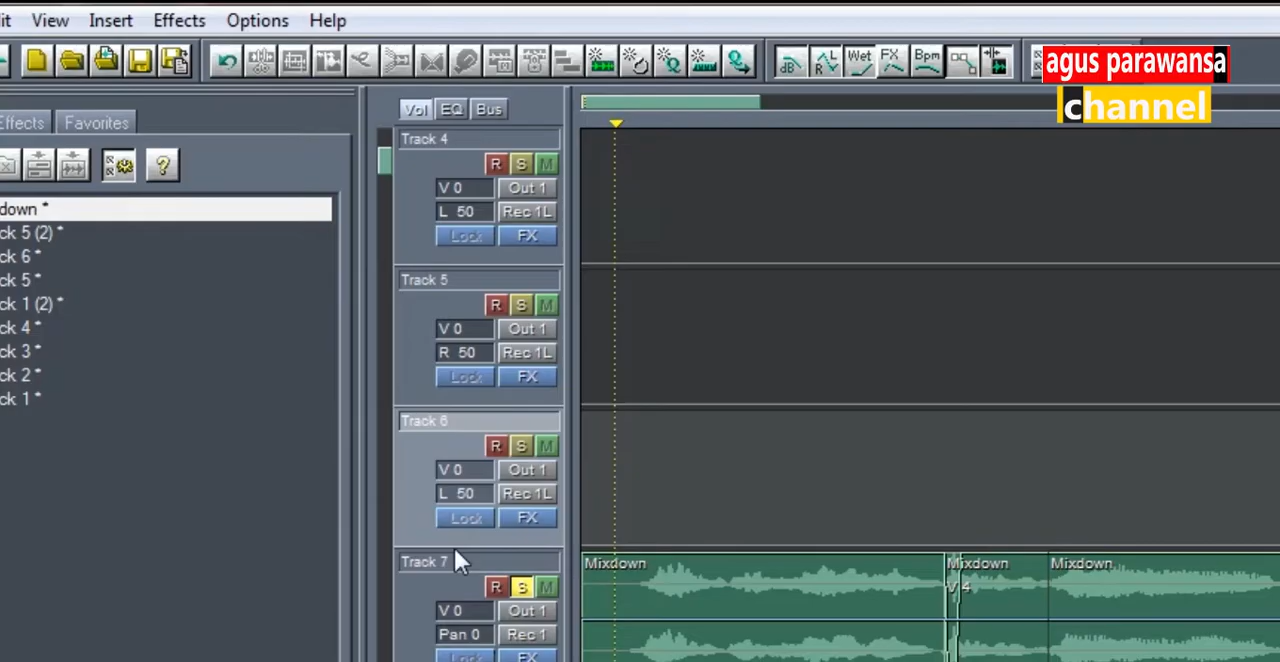 it View Insert Effects Options Help
Wet FX Bpm
dB L R
agus parawansa
channel
Effects Favorites
Vol EQ Bus
?
down *
ck 5 (2) *
ck 6 *
ck 5 *
ck 1 (2) *
ck 4 *
ck 3 *
ck 2 *
ck 1 *
Track 4
R S M
V 0 Out 1
L 50 Rec 1L
Lock FX
Track 5
R S M
V 0 Out 1
R 50 Rec 1L
Lock FX
Track 6
R S M
V 0 Out 1
L 50 Rec 1L
Lock FX
Track 7
R S M
V 0 Out 1
Pan 0 Rec 1
Lock FX
Mixdown Mixdown Mixdown
V 4